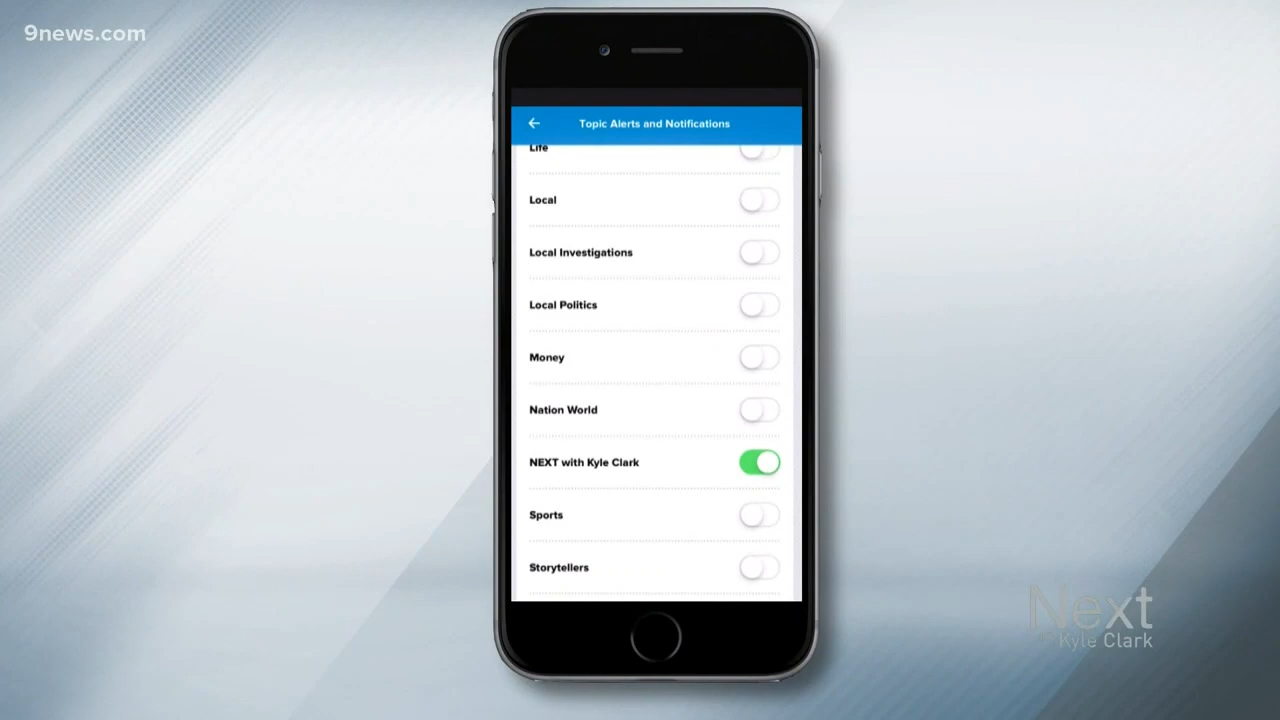 9news.com
Topic Alerts and Notifications
Life
Local
Local Investigations
Local Politics
Money
Nation World
NEXT with Kyle Clark
Sports
Storytellers
Next
Kyle Clark